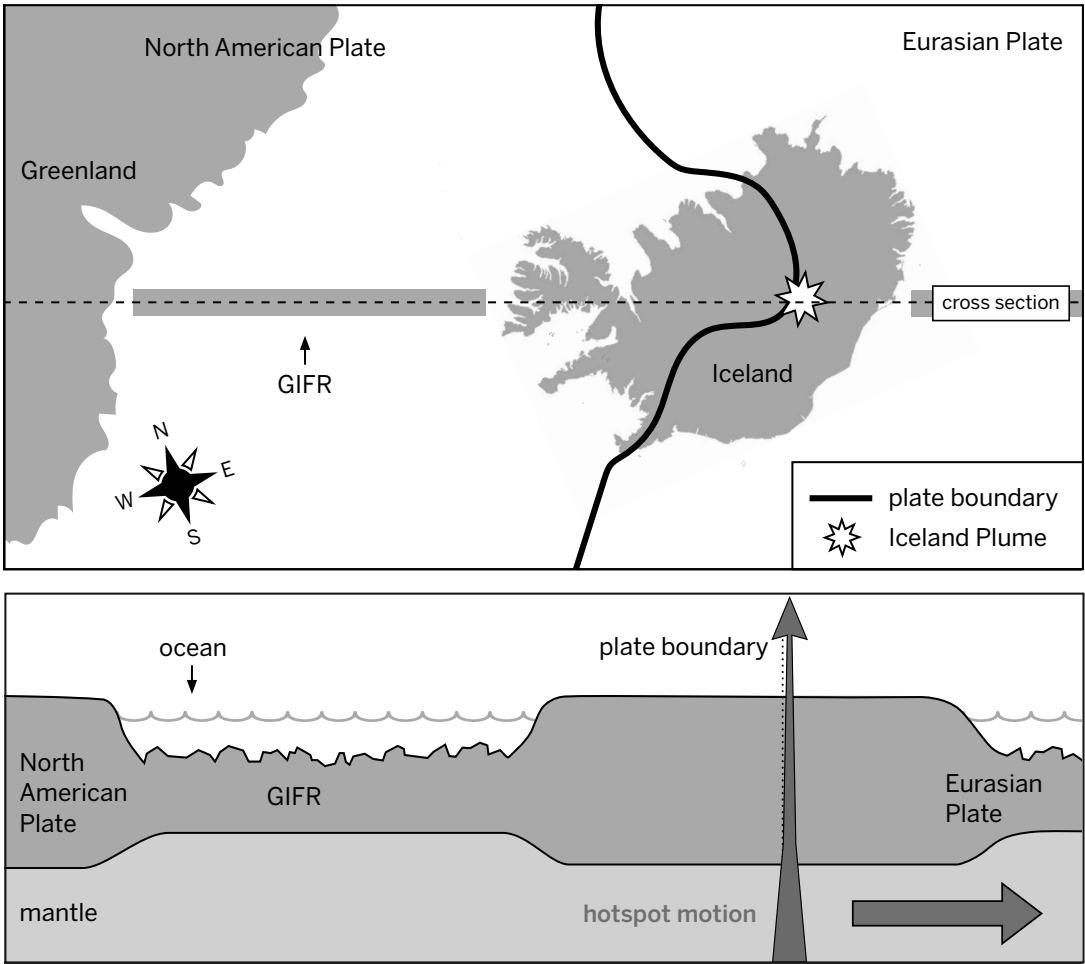 North American Plate
Eurasian Plate
Greenland
cross section
GIFR
Iceland
N
E
W
S
plate boundary
Iceland Plume
ocean
plate boundary
North
American
Plate
GIFR
Eurasian
Plate
mantle
hotspot motion